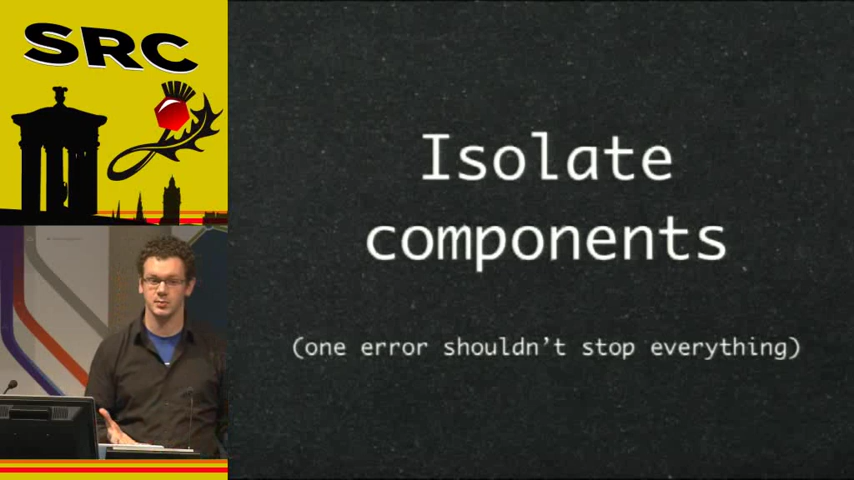 SRC
Isolate
components
(one error shouldn’t stop everything)